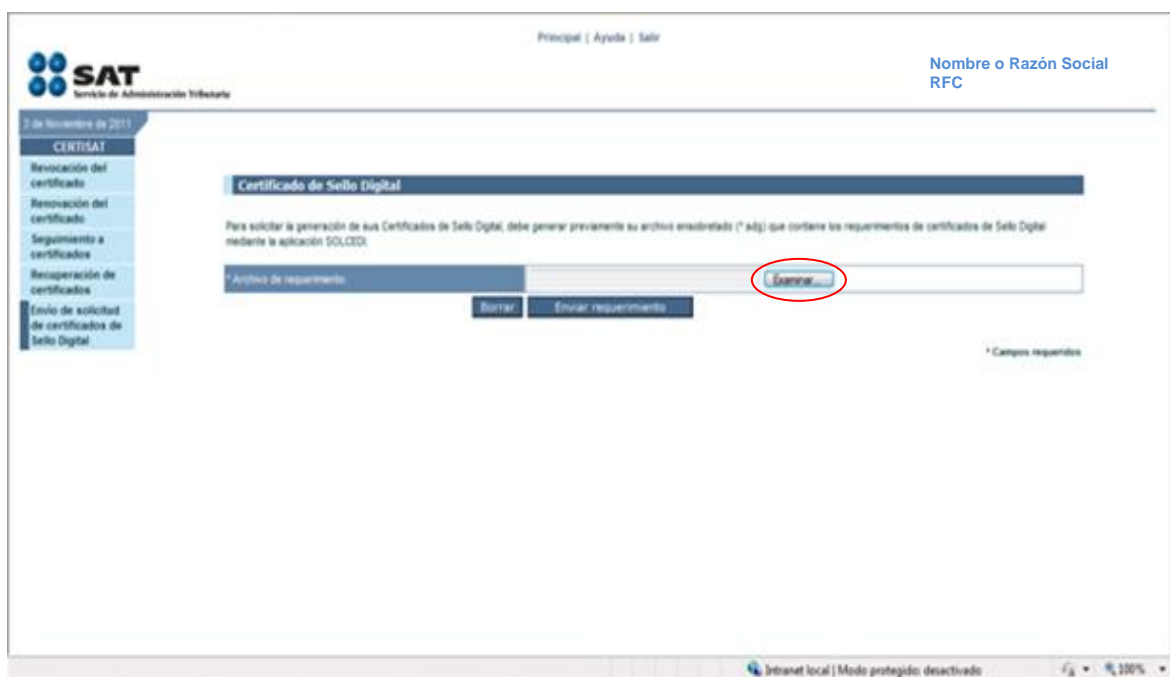 Principal | Ayuda | Salir
SAT
Servicio de Administración Tributaria
Nombre o Razón Social
RFC
3 de Noviembre de 2011
CERTISAT
Revocación del
certificado
Renovación del
certificado
Seguimiento a
certificados
Recuperación de
certificados
Envío de solicitud
de certificados de
Sello Digital
Certificado de Sello Digital
Para solicitar la generación de sus Certificados de Sello Digital, debe generar previamente su archivo ensobretado (*.sdg) que contiene los requerimientos de certificados de Sello Digital
mediante la aplicación SOLCEDI.
* Archivo de requerimiento
Examinar...
Borrar
Enviar requerimiento
* Campos requeridos
Intranet local | Modo protegido: desactivado
100%